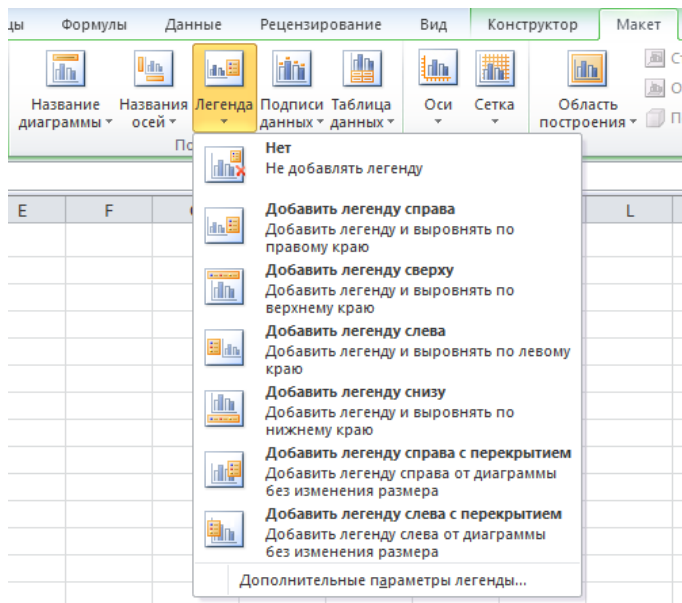 цы Формулы Данные Рецензирование Вид Конструктор Макет
Название диаграммы
Названия осей
Легенда
Подписи данных
Таблица данных
Оси
Сетка
Область построения
С
О
П
По
E F L
Нет
Не добавлять легенду
Добавить легенду справа
Добавить легенду и выровнять по
правому краю
Добавить легенду сверху
Добавить легенду и выровнять по
верхнему краю
Добавить легенду слева
Добавить легенду и выровнять по левому
краю
Добавить легенду снизу
Добавить легенду и выровнять по
нижнему краю
Добавить легенду справа с перекрытием
Добавить легенду справа от диаграммы
без изменения размера
Добавить легенду слева с перекрытием
Добавить легенду слева от диаграммы
без изменения размера
Дополнительные параметры легенды...